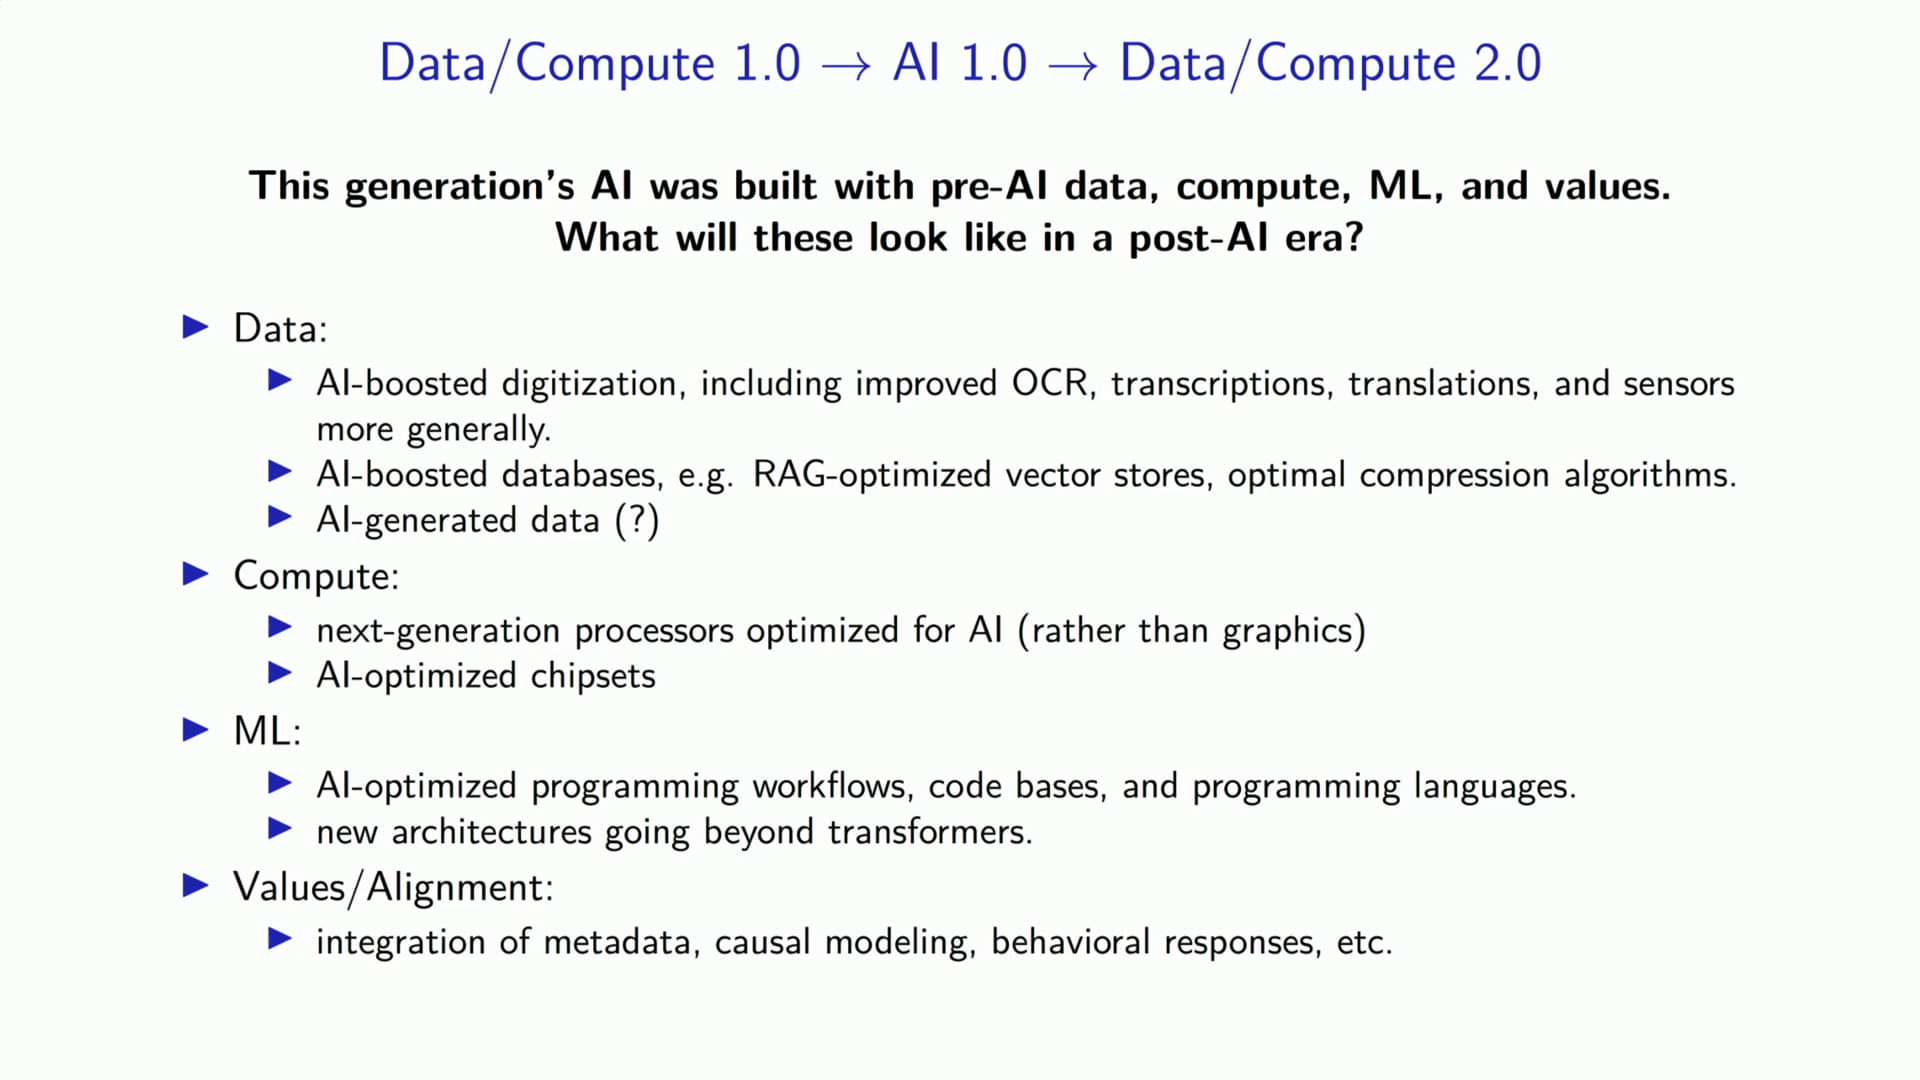 Data/Compute 1.0 → AI 1.0 → Data/Compute 2.0
This generation's AI was built with pre-AI data, compute, ML, and values.
What will these look like in a post-AI era?
▶ Data:
▶ AI-boosted digitization, including improved OCR, transcriptions, translations, and sensors
more generally.
▶ AI-boosted databases, e.g. RAG-optimized vector stores, optimal compression algorithms.
▶ AI-generated data (?)
▶ Compute:
▶ next-generation processors optimized for AI (rather than graphics)
▶ AI-optimized chipsets
▶ ML:
▶ AI-optimized programming workflows, code bases, and programming languages.
▶ new architectures going beyond transformers.
▶ Values/Alignment:
▶ integration of metadata, causal modeling, behavioral responses, etc.